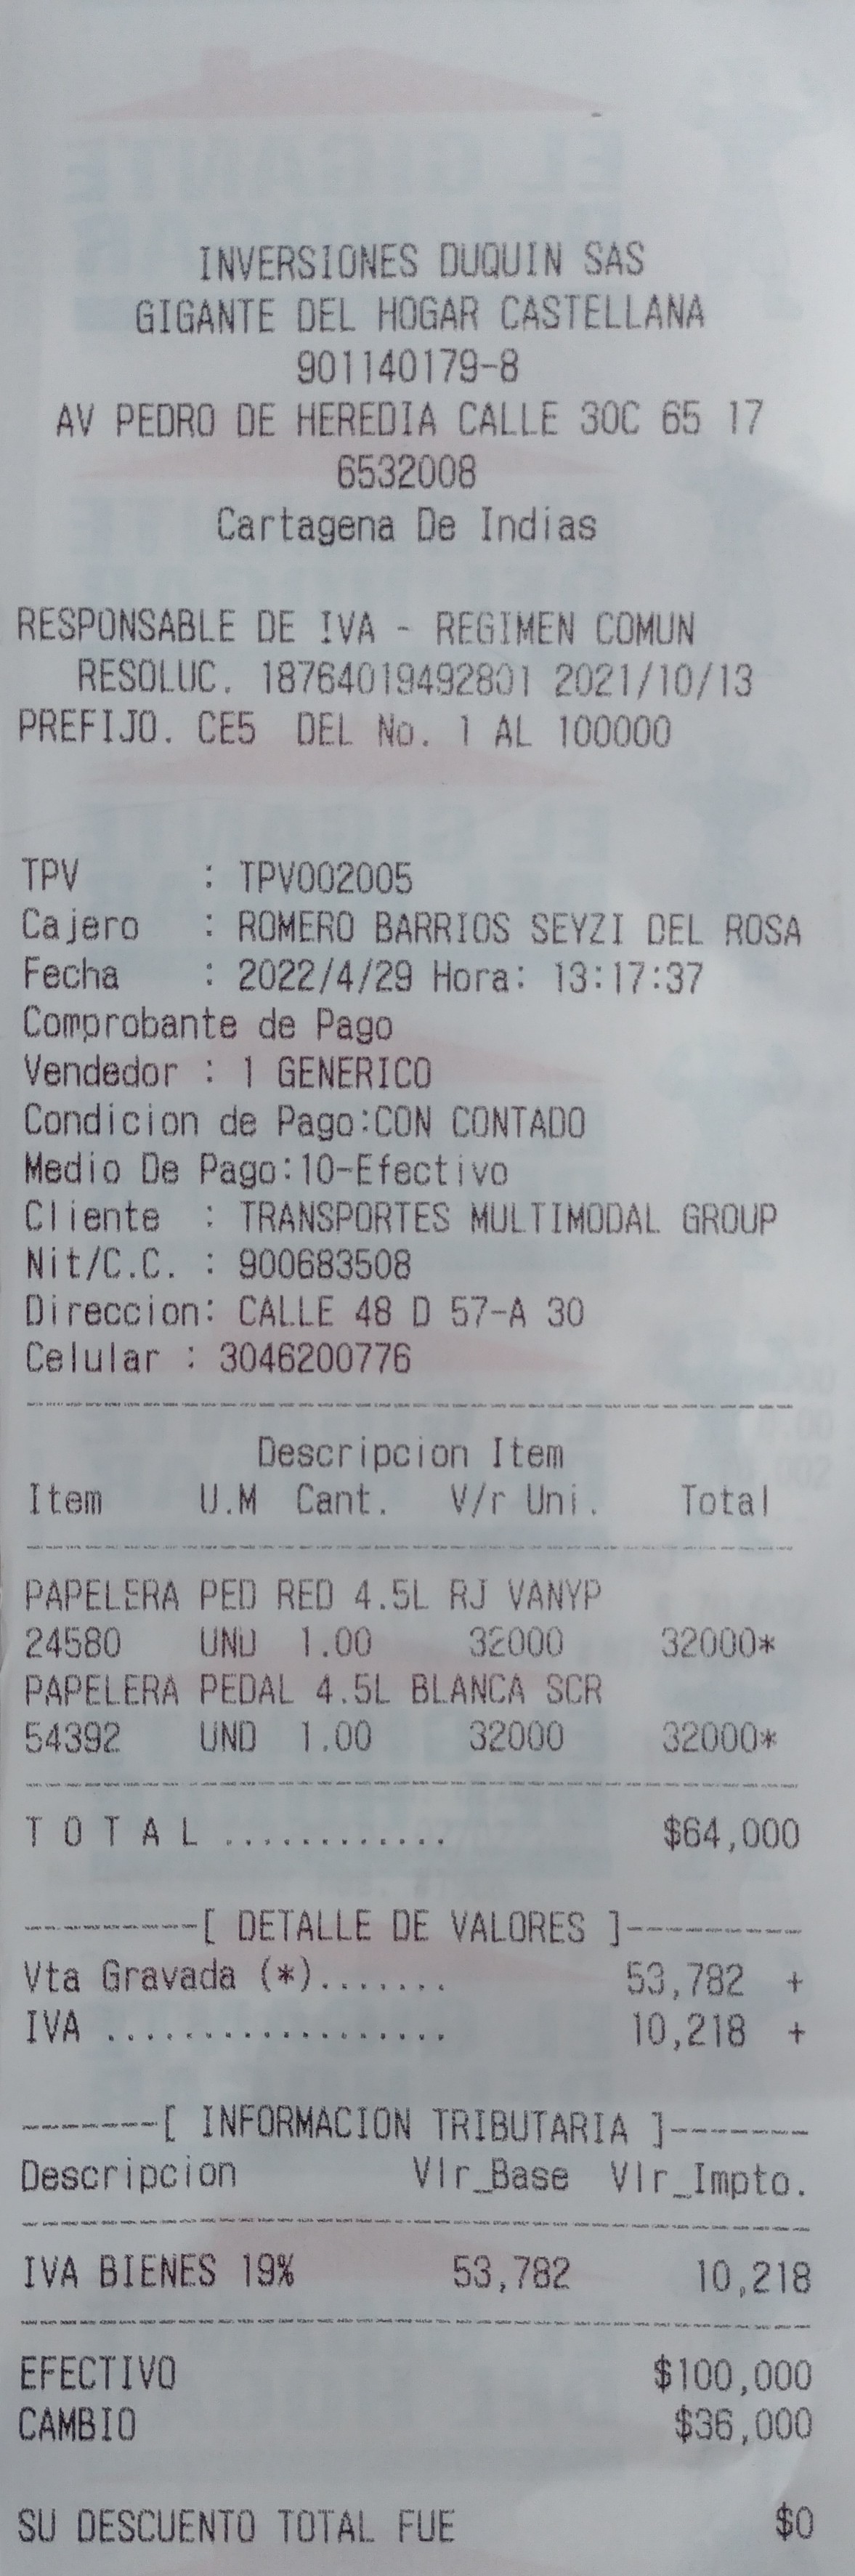 INVERSIONES DUQUIN SAS
GIGANTE DEL HOGAR CASTELLANA
901140179-8
AV PEDRO DE HEREDIA CALLE 30C 65 17
6532008
Cartagena De Indias
RESPONSABLE DE IVA - REGIMEN COMUN
RESOLUC. 18764019492801 2021/10/13
PREFIJO. CE5 DEL No. 1 AL 100000
TPV : TPV002005
Cajero : ROMERO BARRIOS SEYZI DEL ROSA
Fecha : 2022/4/29 Hora: 13:17:37
Comprobante de Pago
Vendedor : 1 GENERICO
Condicion de Pago:CON CONTADO
Medio De Pago:10-Efectivo
Cliente : TRANSPORTES MULTIMODAL GROUP
Nit/C.C. : 900683508
Direccion: CALLE 48 D 57-A 30
Celular : 3046200776
Descripcion Item
Item U.M Cant. V/r Uni. Total
PAPELERA PED RED 4.5L RJ VANYP
24580 UND 1.00 32000 32000*
PAPELERA PEDAL 4.5L BLANCA SCR
54392 UND 1.00 32000 32000*
T O T A L ............ $64,000
---------[ DETALLE DE VALORES ]---------
Vta Gravada (*)....... 53,782 +
IVA .................. 10,218 +
-------[ INFORMACION TRIBUTARIA ]-------
Descripcion Vlr_Base Vlr_Impto.
IVA BIENES 19% 53,782 10,218
EFECTIVO $100,000
CAMBIO $36,000
SU DESCUENTO TOTAL FUE $0